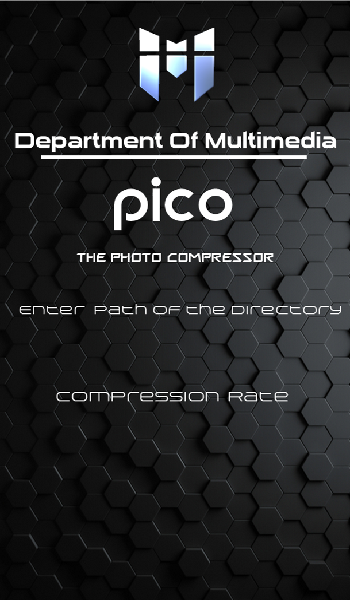 Department Of Multimedia
pico
THE PHOTO COMPRESSOR
Enter Path of the Directory
Compression Rate